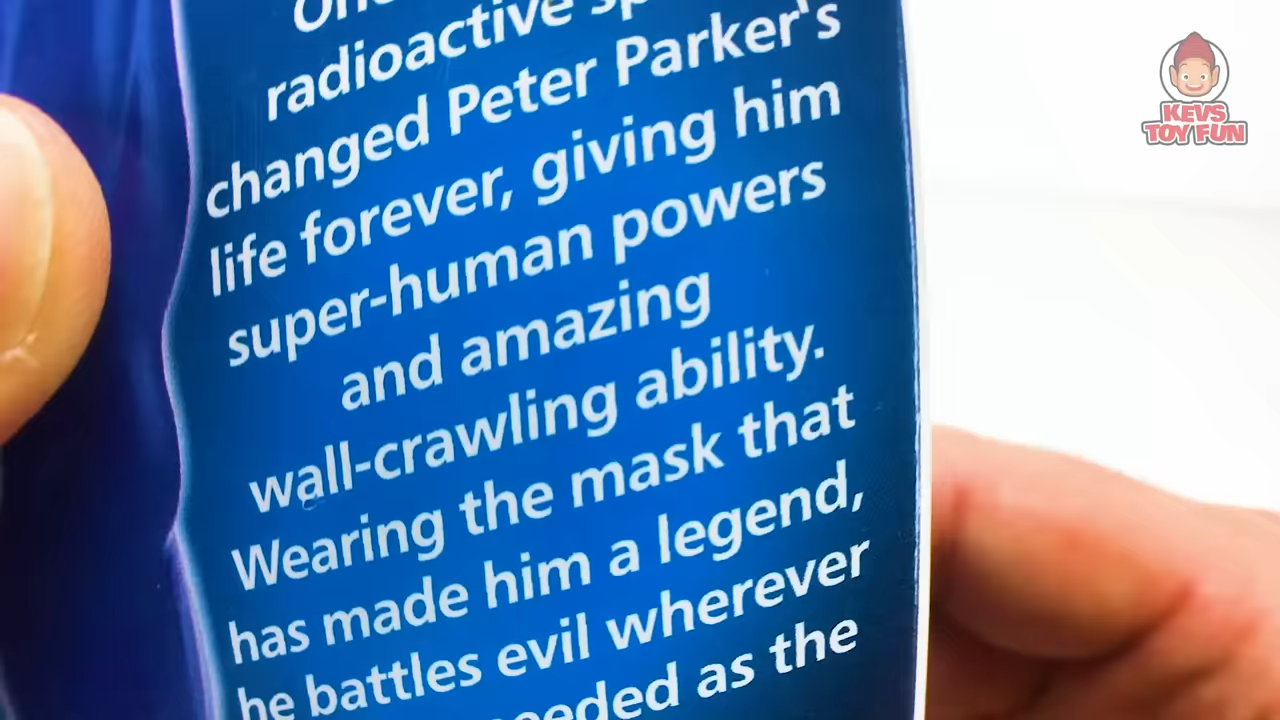 radioactive
changed Peter Parker's
life forever, giving him
super-human powers
and amazing
wall-crawling ability.
Wearing the mask that
has made him a legend,
he battles evil wherever
as the
KEVS
TOY FUN